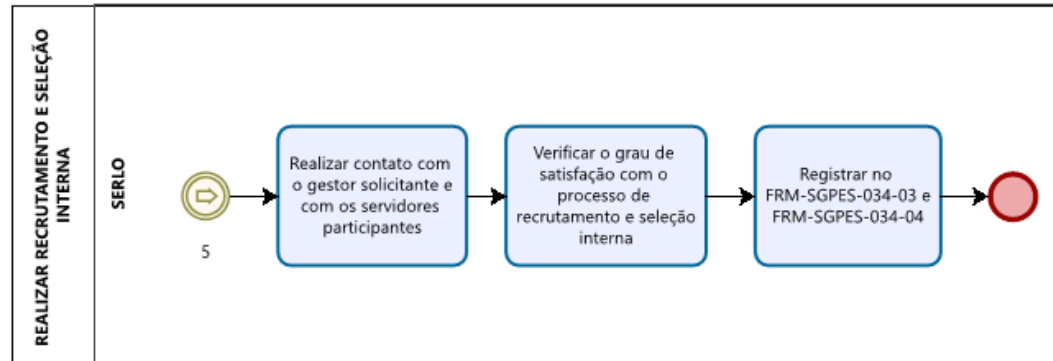 REALIZAR RECRUTAMENTO E SELEÇÃO
INTERNA
SERLO
5
Realizar contato com
o gestor solicitante e
com os servidores
participantes
Verificar o grau de
satisfação com o
processo de
recrutamento e seleção
interna
Registrar no
FRM-SGPES-034-03 e
FRM-SGPES-034-04